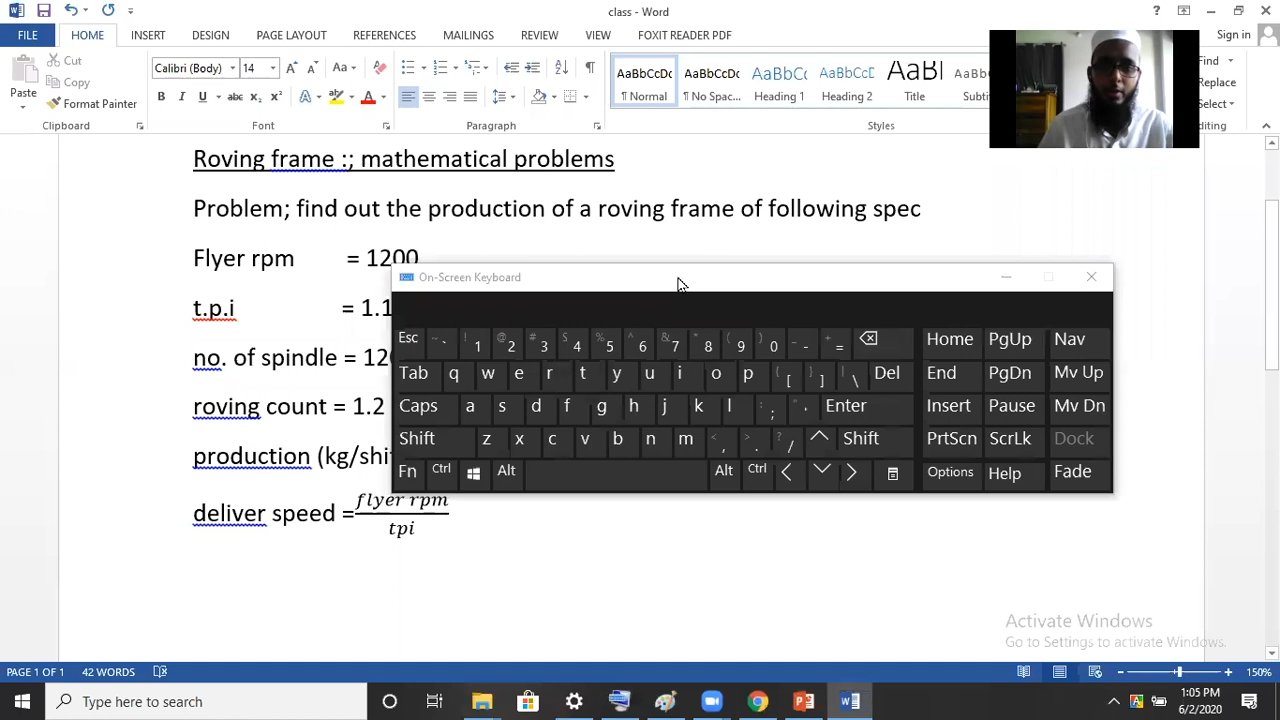 class - Word
Sign in
FILE HOME INSERT DESIGN PAGE LAYOUT REFERENCES MAILINGS REVIEW VIEW FOXIT READER PDF
Paste Cut Copy Format Painter
Calibri (Body) 14 Aa
B I U abc x₂ x² A A
AaBbCcDc AaBbCcDc AaBbCc AaBbCc AaBl
¶ Normal ¶ No Spac... Heading 1 Heading 2 Title
Replace
Select
Clipboard Font Paragraph Styles
Roving frame :; mathematical problems
Problem; find out the production of a roving frame of following spec
Flyer rpm = 1200
t.p.i = 1.1
no. of spindle = 12
roving count = 1.2
production (kg/shi
deliver speed = flyer rpm
tpi
On-Screen Keyboard
Esc ~ ` ! 1 @ 2 # 3 $ 4 % 5 ^ 6 & 7 * 8 ( 9 ) 0 _ - + = Home PgUp Nav
Tab q w e r t y u i o p { [ } ] | \ Del End PgDn Mv Up
Caps a s d f g h j k l : ; " ' Enter Insert Pause Mv Dn
Shift z x c v b n m < , > . ? / Shift PrtScn ScrLk Dock
Fn Ctrl Alt Alt Ctrl Options Help Fade
Activate Windows
Go to Settings to activate Windows.
PAGE 1 OF 1 42 WORDS 150%
Type here to search
1:05 PM
6/2/2020